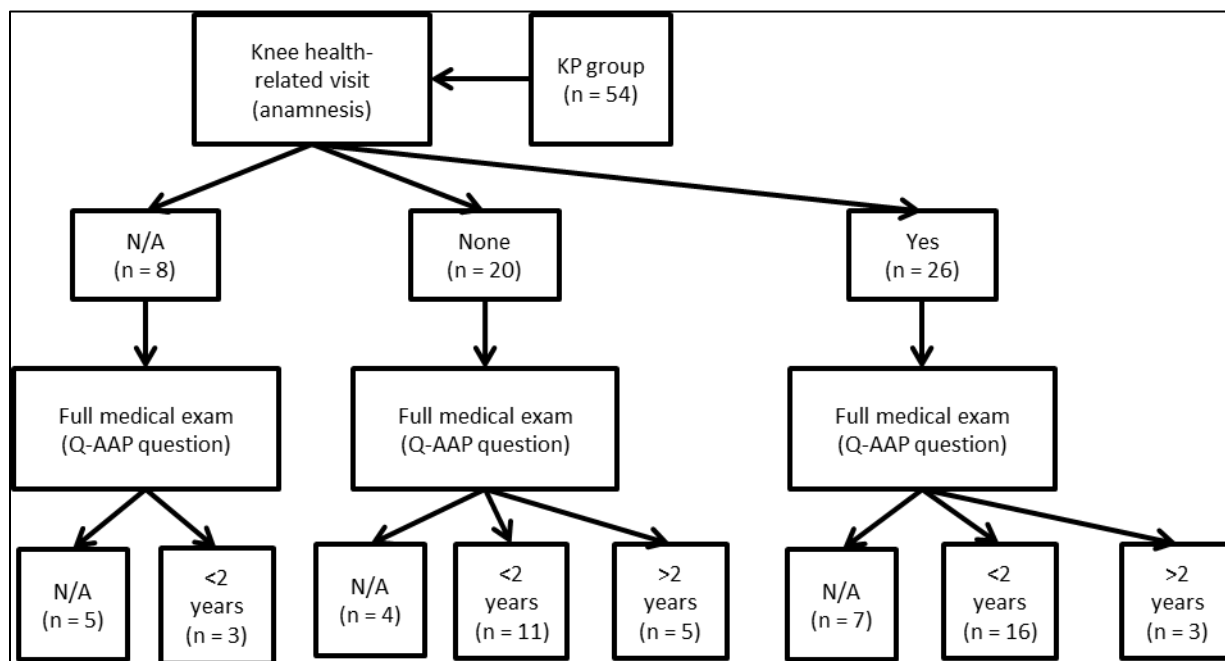 Knee health-
related visit
(anamnesis)
KP group
(n = 54)
N/A
(n = 8)
None
(n = 20)
Yes
(n = 26)
Full medical exam
(Q-AAP question)
Full medical exam
(Q-AAP question)
Full medical exam
(Q-AAP question)
N/A
(n = 5)
<2
years
(n = 3)
N/A
(n = 4)
<2
years
(n = 11)
>2
years
(n = 5)
N/A
(n = 7)
<2
years
(n = 16)
>2
years
(n = 3)